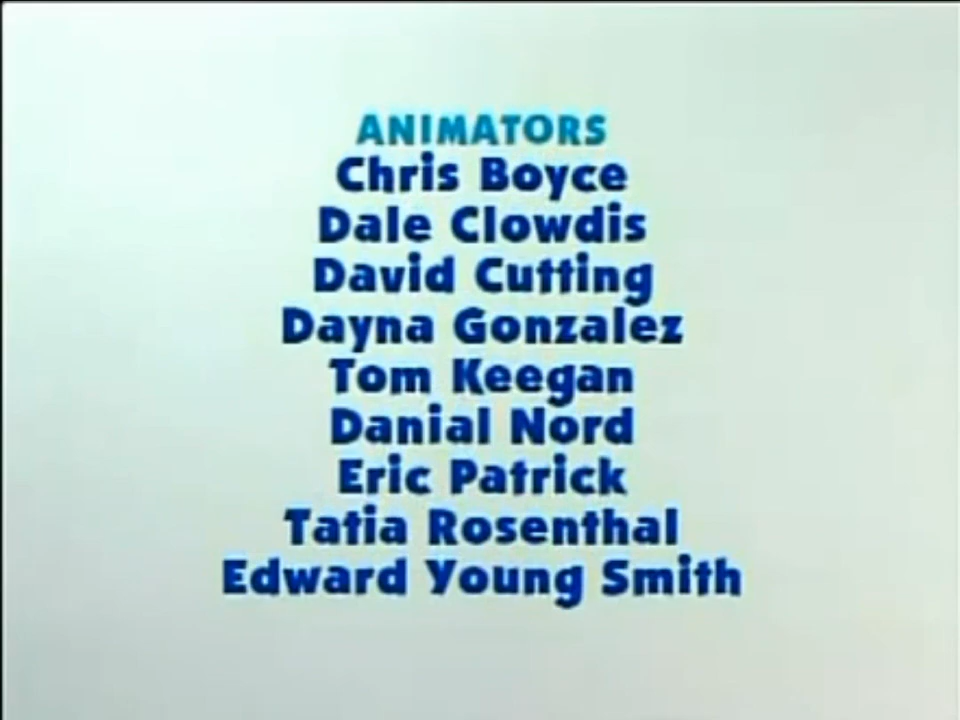 ANIMATORS
Chris Boyce
Dale Clowdis
David Cutting
Dayna Gonzalez
Tom Keegan
Danial Nord
Eric Patrick
Tatia Rosenthal
Edward Young Smith